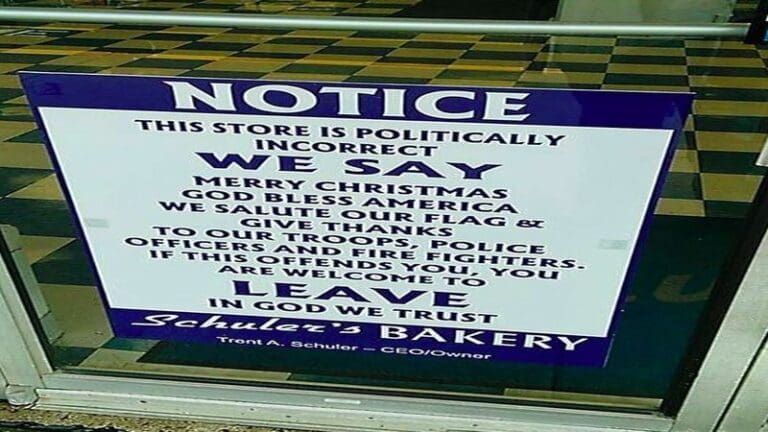 NOTICE
THIS STORE IS POLITICALLY
INCORRECT
WE SAY
MERRY CHRISTMAS
GOD BLESS AMERICA
WE SALUTE OUR FLAG &
GIVE THANKS
TO OUR TROOPS, POLICE
OFFICERS AND FIRE FIGHTERS.
IF THIS OFFENDS YOU, YOU
ARE WELCOME TO
LEAVE
IN GOD WE TRUST
Schuler's BAKERY
Trent A. Schuler — CEO/Owner